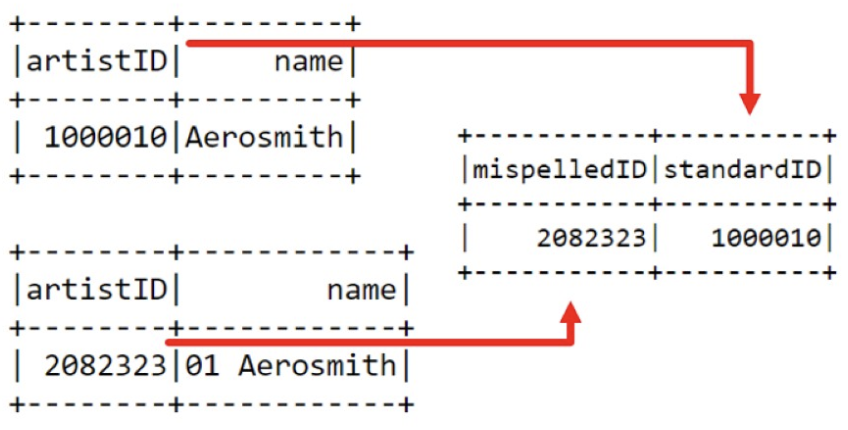 +--------+---------+
|artistID|     name|
+--------+---------+
| 1000010|Aerosmith|
+--------+---------+
+--------+------------+
|artistID|        name|
+--------+------------+
| 2082323|01 Aerosmith|
+--------+------------+
+-----------+----------+
|mispelledID|standardID|
+-----------+----------+
|    2082323|   1000010|
+-----------+----------+